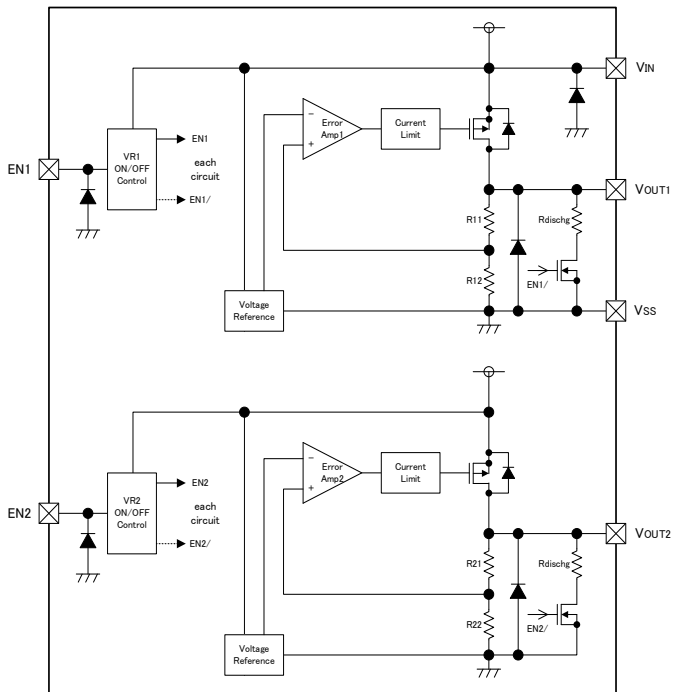 VIN
−
Error
Amp1
+
Current
Limit
EN1
VR1
ON/OFF
Control
EN1
each
circuit
EN1/
VOUT1
R11
Rdischg
R12
EN1/
Voltage
Reference
VSS
−
Error
Amp2
+
Current
Limit
EN2
VR2
ON/OFF
Control
EN2
each
circuit
EN2/
VOUT2
R21
Rdischg
R22
EN2/
Voltage
Reference